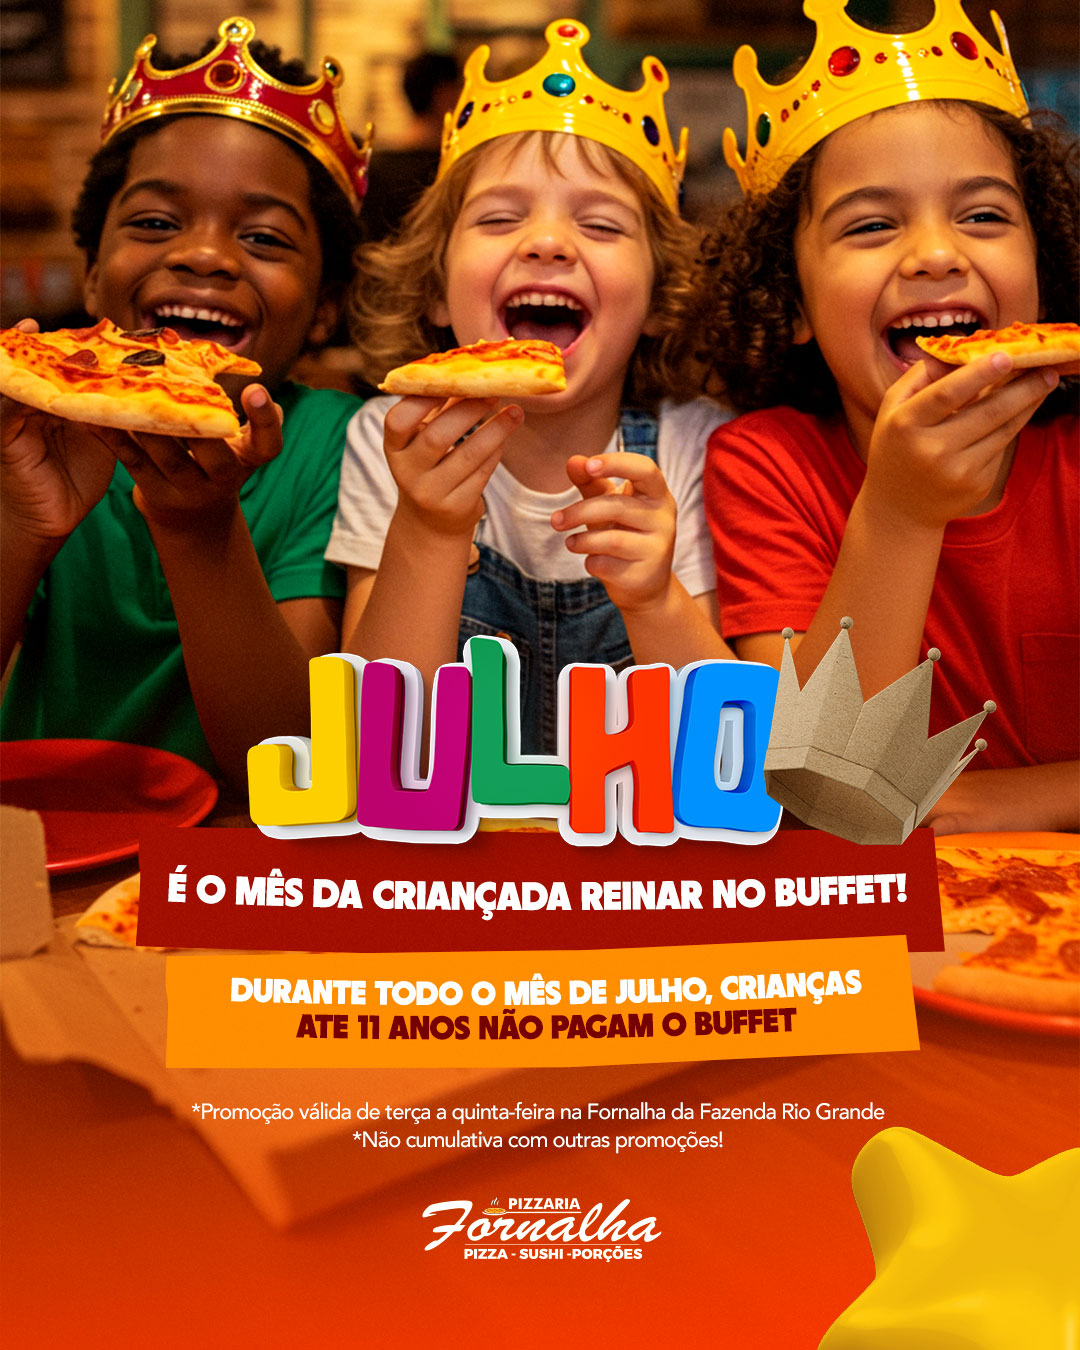 JULHO
É O MÊS DA CRIANÇADA REINAR NO BUFFET!
DURANTE TODO O MÊS DE JULHO, CRIANÇAS
ATE 11 ANOS NÃO PAGAM O BUFFET
*Promoção válida de terça a quinta-feira na Fornalha da Fazenda Rio Grande
*Não cumulativa com outras promoções!
PIZZARIA
Fornalha
PIZZA - SUSHI -PORÇÕES